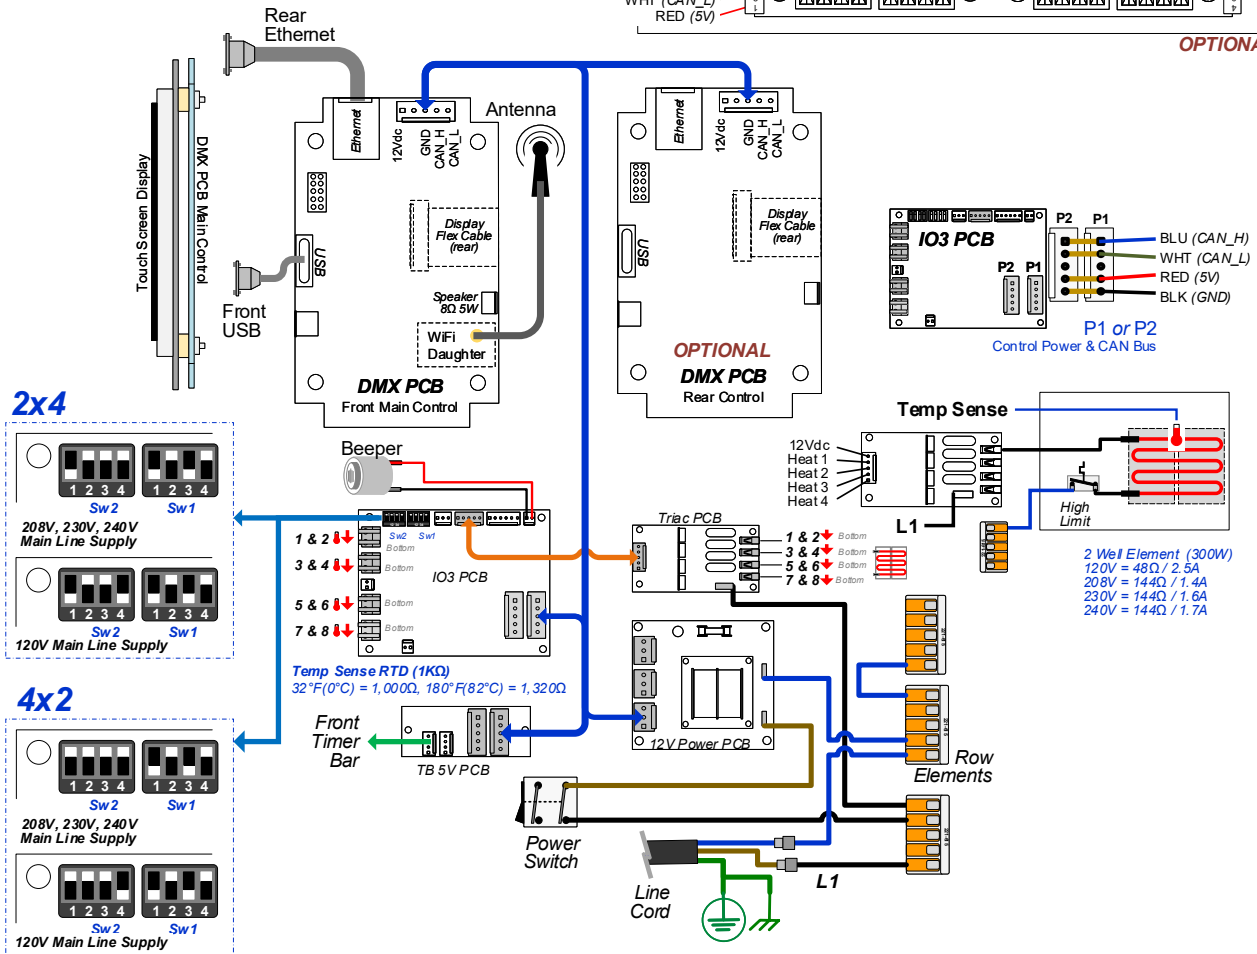 WHT (CAN_L)
RED (5V)
OPTIONA
Rear
Ethernet
Antenna
Ethernet
12Vdc
GND
CAN_H
CAN_L
Ethernet
12Vdc
GND
CAN_H
CAN_L
Touch Screen Display
DMX PCB Main Control
Display
Flex Cable
(rear)
USB
Front
USB
Speaker
8Ω 5W
WiFi
Daughter
DMX PCB
Front Main Control
Display
Flex Cable
(rear)
USB
OPTIONAL
DMX PCB
Rear Control
IO3 PCB
P2 P1
P2 P1
BLU (CAN_H)
WHT (CAN_L)
RED (5V)
BLK (GND)
P1 or P2
Control Power & CAN Bus
2x4
1 2 3 4
1 2 3 4
Sw2
Sw1
208V, 230V, 240V
Main Line Supply
1 2 3 4
1 2 3 4
Sw2
Sw1
120V Main Line Supply
4x2
1 2 3 4
1 2 3 4
Sw2
Sw1
208V, 230V, 240V
Main Line Supply
1 2 3 4
1 2 3 4
Sw2
Sw1
120V Main Line Supply
Beeper
Sw2
Sw1
1 & 2
Bottom
3 & 4
Bottom
IO3 PCB
5 & 6
Bottom
7 & 8
Bottom
Temp Sense RTD (1KΩ)
32°F(0°C) = 1,000Ω, 180°F(82°C) = 1,320Ω
Front
Timer
Bar
TB 5V PCB
Triac PCB
1 & 2
Bottom
3 & 4
Bottom
5 & 6
Bottom
7 & 8
Bottom
12V Power PCB
Temp Sense
12Vdc
Heat 1
Heat 2
Heat 3
Heat 4
L1
High
Limit
2 Well Element (300W)
120V = 48Ω / 2.5A
208V = 144Ω / 1.4A
230V = 144Ω / 1.6A
240V = 144Ω / 1.7A
Row
Elements
Power
Switch
Line
Cord
L1